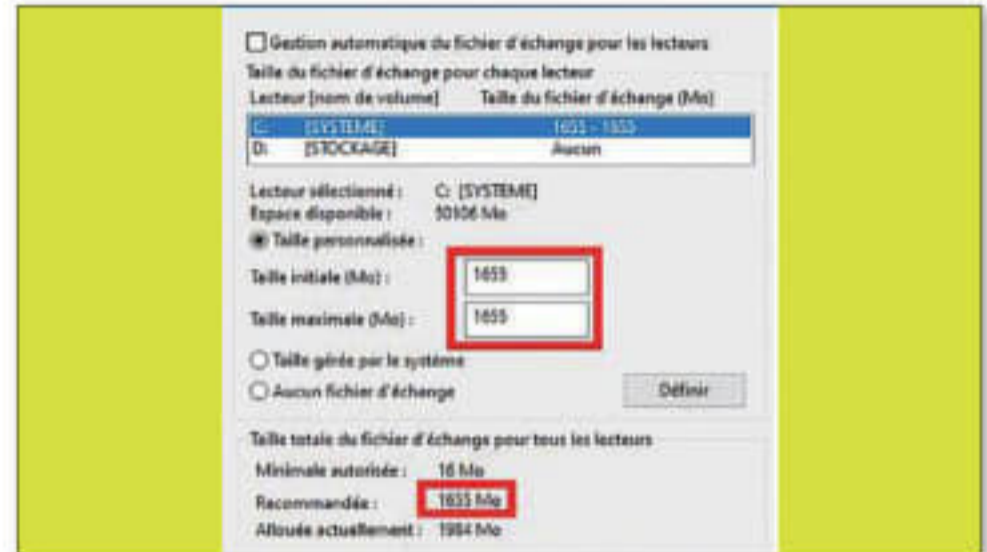 Gestion automatique du fichier d'échange pour les lecteurs
Taille du fichier d'échange pour chaque lecteur
Lecteur [nom de volume] Taille du fichier d'échange (Mo)
C: [SYSTEME] 1655 - 1655
D: [STOCKAGE] Aucun
Lecteur sélectionné : C: [SYSTEME]
Espace disponible : 50106 Mo
Taille personnalisée :
Taille initiale (Mo) : 1655
Taille maximale (Mo) : 1655
Taille gérée par le système
Aucun fichier d'échange
Définir
Taille totale du fichier d'échange pour tous les lecteurs
Minimale autorisée : 16 Mo
Recommandée : 1655 Mo
Allouée actuellement : 1984 Mo